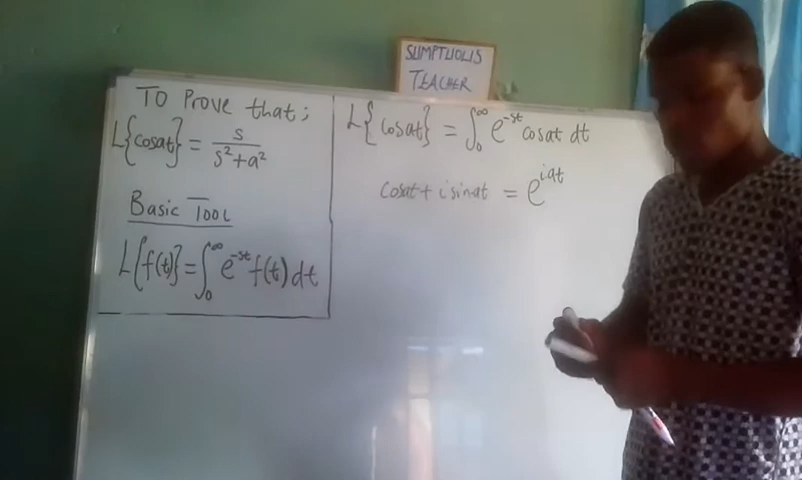 SUMPTUOUS
TEACHER
TO Prove that;
L{cosat} = s/(s²+a²)
Basic Tool
L{f(t)} = ∫₀^∞ e^-st f(t) dt
L{cosat} = ∫₀^∞ e^-st cosat dt
cosat + i sinat = e^iat